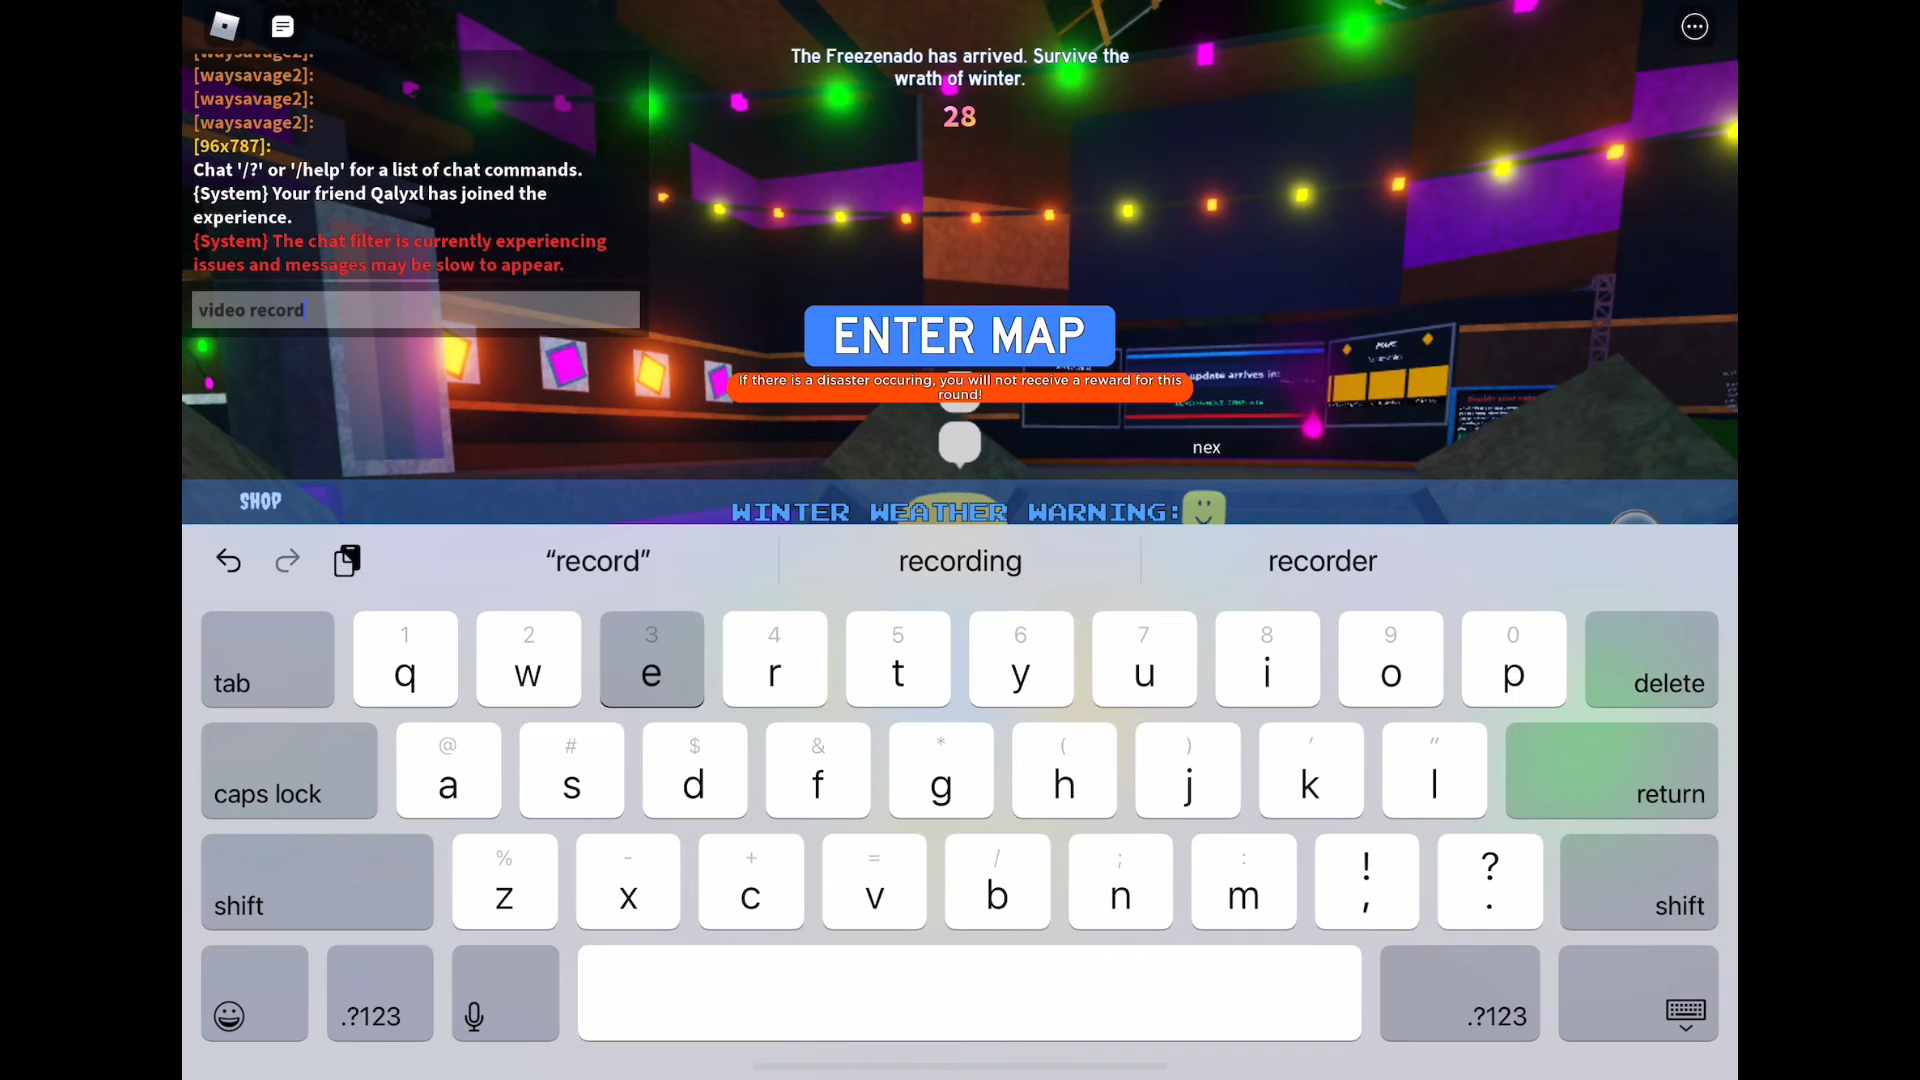 The Freezenado has arrived. Survive the
wrath of winter.
28
[waysavage2]:
[waysavage2]:
[waysavage2]:
[waysavage2]:
[96x787]:
Chat '/?' or '/help' for a list of chat commands.
{System} Your friend Qalyxl has joined the
experience.
{System} The chat filter is currently experiencing
issues and messages may be slow to appear.
video record
ENTER MAP
If there is a disaster occuring, you will not receive a reward for this
round!
update arrives in:
nex
SHOP
WINTER WEATHER WARNING:
“record” recording recorder
1 2 3 4 5 6 7 8 9 0
tab q w e r t y u i o p delete
@ # $ & * ( ) ' "
caps lock a s d f g h j k l return
% - + = / ; : ! ?
shift z x c v b n m , . shift
.?123 .?123